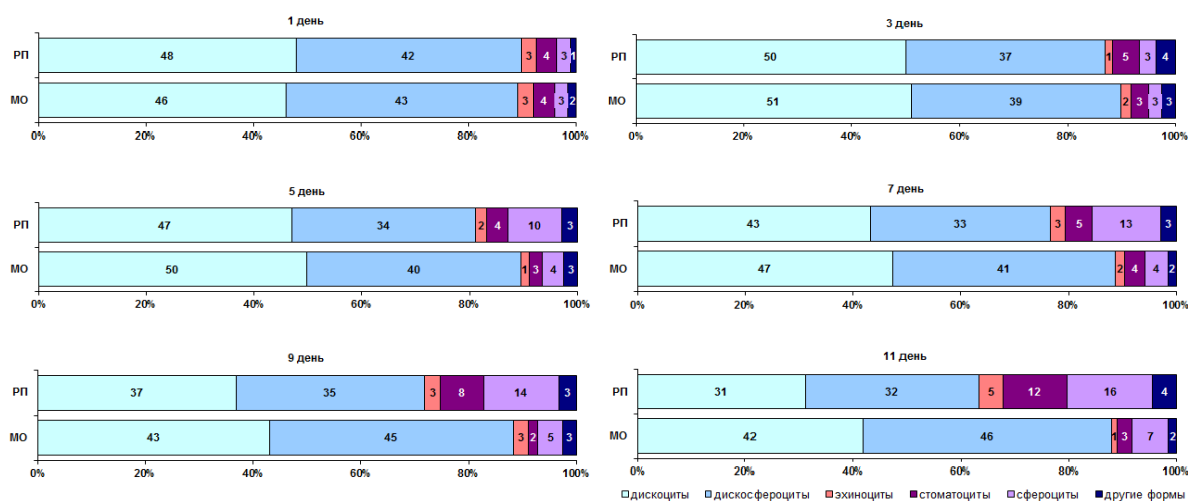 1 день
РП 48 42 3 4 3 1
МО 46 43 3 4 3 2
0% 20% 40% 60% 80% 100%
3 день
РП 50 37 1 5 3 4
МО 51 39 2 3 3 3
0% 20% 40% 60% 80% 100%
5 день
РП 47 34 2 4 10 3
МО 50 40 1 3 4 3
0% 20% 40% 60% 80% 100%
7 день
РП 43 33 3 5 13 3
МО 47 41 2 4 4 2
0% 20% 40% 60% 80% 100%
9 день
РП 37 35 3 8 14 3
МО 43 45 3 2 5 3
0% 20% 40% 60% 80% 100%
11 день
РП 31 32 5 12 16 4
МО 42 46 1 3 7 2
0% 20% 40% 60% 80% 100%
дискоциты дискосфероциты эхиноциты стоматоциты сфероциты другие формы